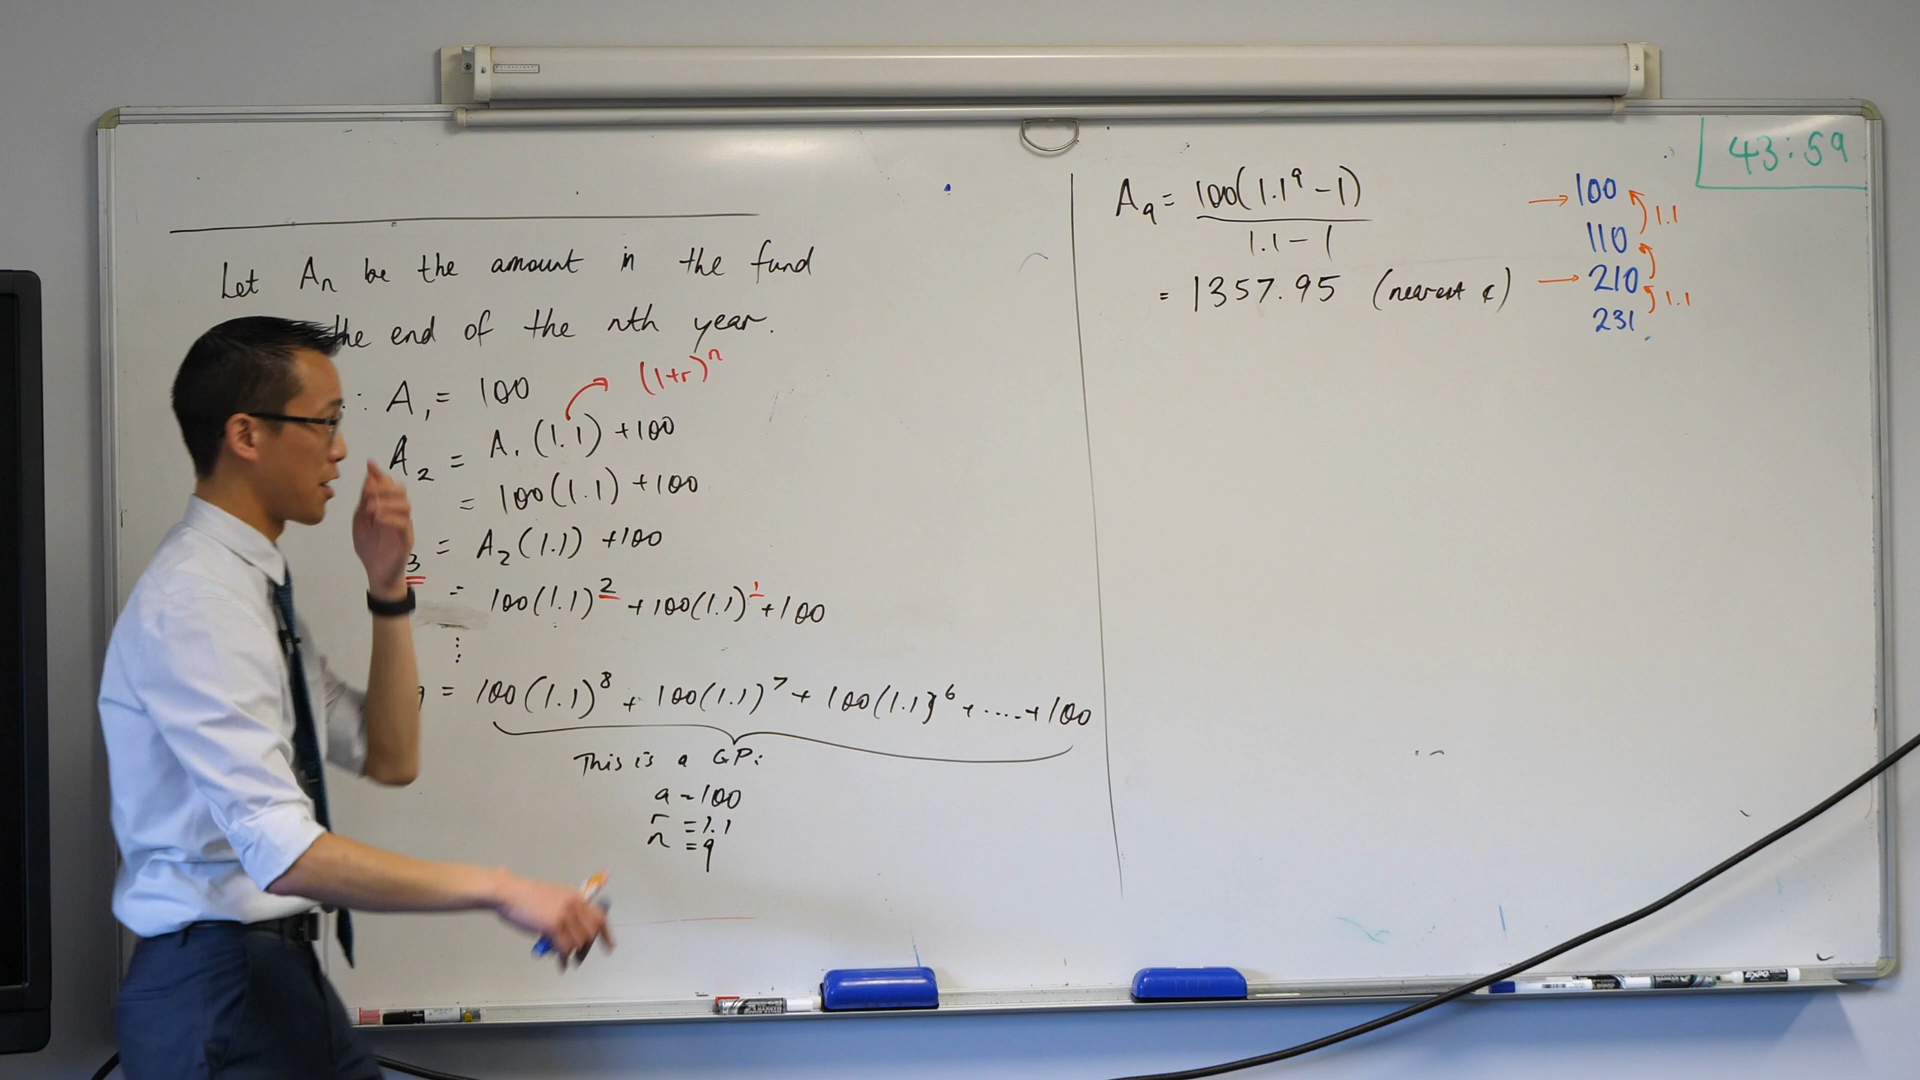 Let An be the amount in the fund
the end of the nth year.
∴ A₁ = 100
(1+r)ⁿ
A₂ = A₁(1.1) + 100
= 100(1.1) + 100
3 = A₂(1.1) + 100
= 100(1.1)² + 100(1.1)¹ + 100
⋮
9 = 100(1.1)⁸ + 100(1.1)⁷ + 100(1.1)⁶ + .... + 100
This is a GP:
a = 100
r = 1.1
n = 9
A₉ = 100(1.1⁹ − 1)
1.1 − 1
= 1357.95 (nearest ¢)
→ 100
1.1
110
→ 210
1.1
231
43:59
EXPO